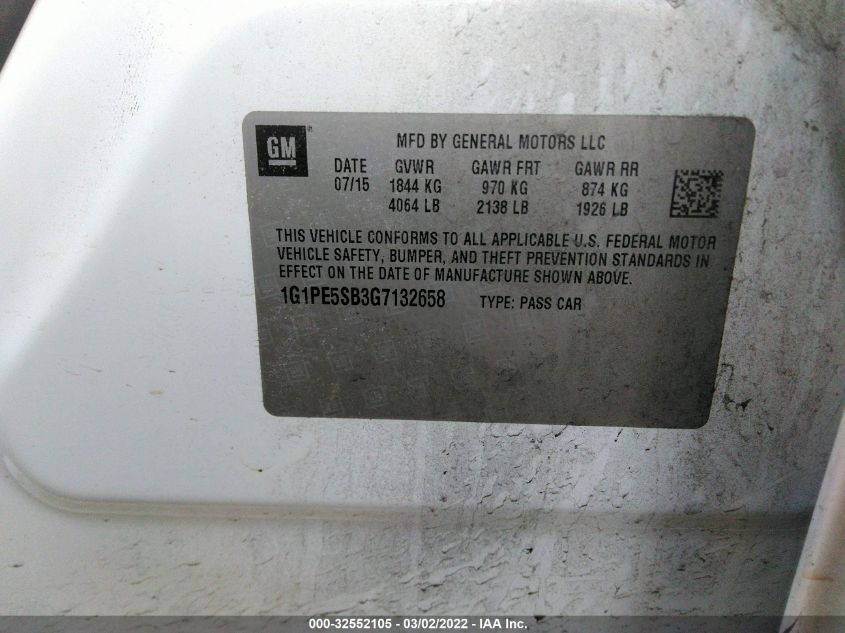 GM
MFD BY GENERAL MOTORS LLC
DATE GVWR GAWR FRT GAWR RR
07/15 1844 KG 970 KG 874 KG
4064 LB 2138 LB 1926 LB
THIS VEHICLE CONFORMS TO ALL APPLICABLE U.S. FEDERAL MOTOR
VEHICLE SAFETY, BUMPER, AND THEFT PREVENTION STANDARDS IN
EFFECT ON THE DATE OF MANUFACTURE SHOWN ABOVE.
1G1PE5SB3G7132658 TYPE: PASS CAR
000-32552105 - 03/02/2022 - IAA Inc.